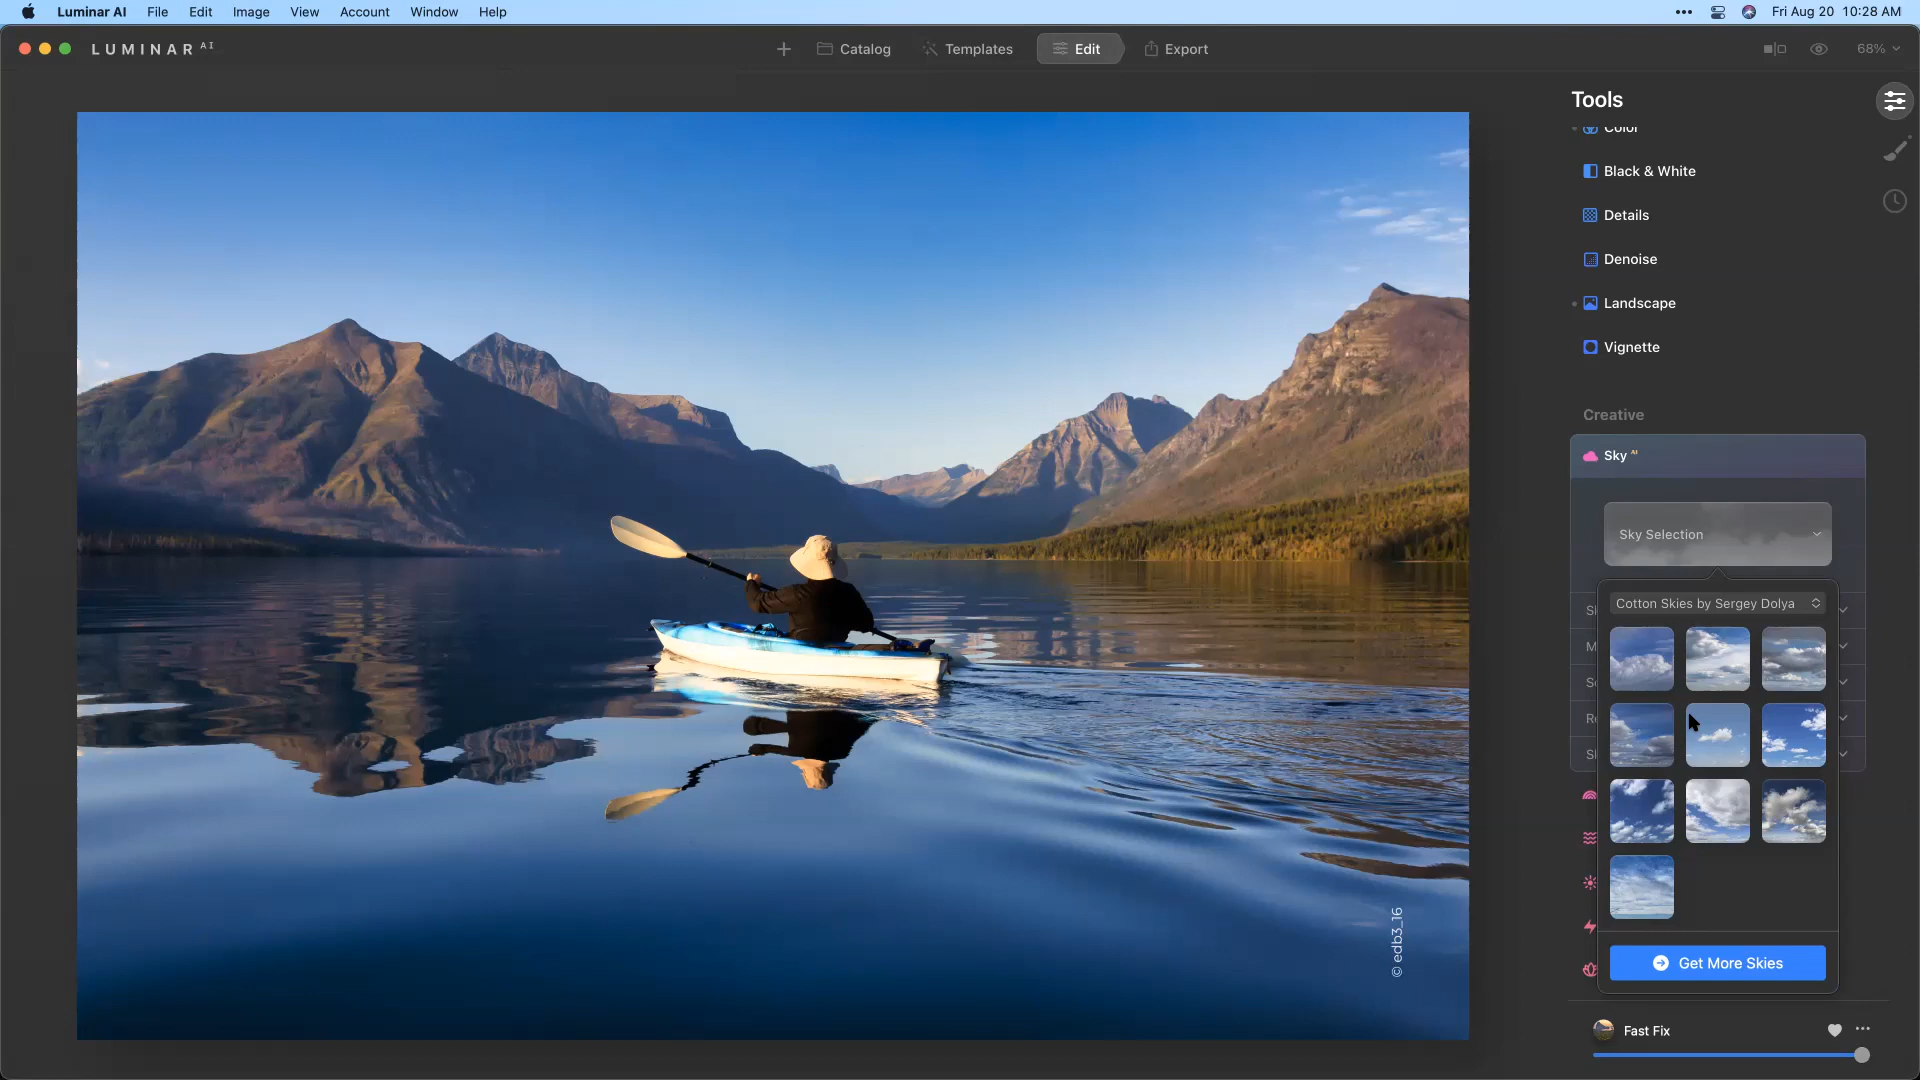 Luminar AI File Edit Image View Account Window Help
Fri Aug 20 10:28 AM
LUMINAR AI
Catalog Templates Edit Export
68%
Tools
Color
Black & White
Details
Denoise
Landscape
Vignette
Creative
Sky AI
Sky Selection
Cotton Skies by Sergey Dolya
Get More Skies
Fast Fix
© edb3_16